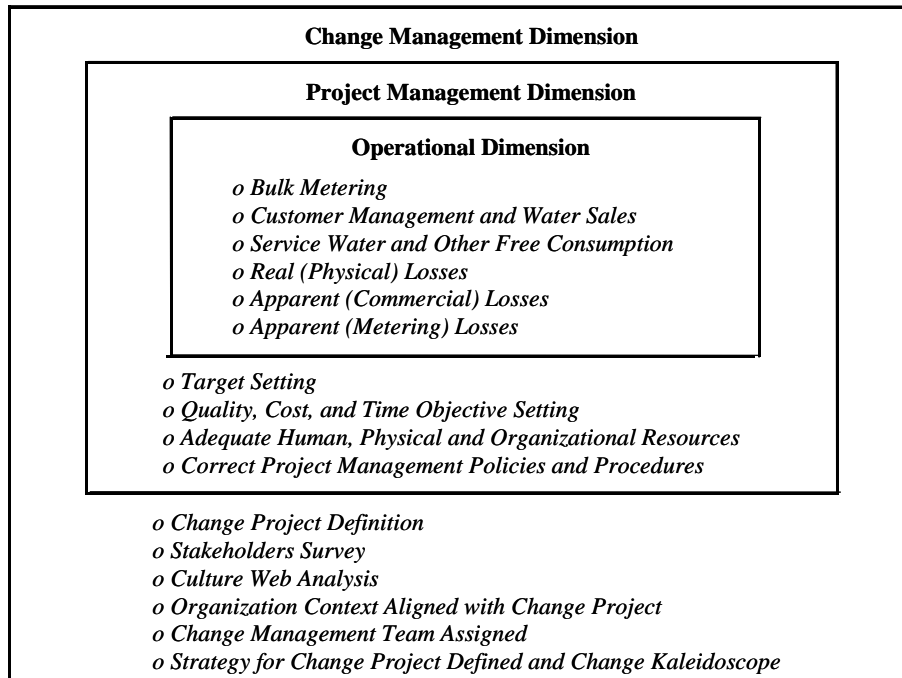 Change Management Dimension
Project Management Dimension
Operational Dimension
o Bulk Metering
o Customer Management and Water Sales
o Service Water and Other Free Consumption
o Real (Physical) Losses
o Apparent (Commercial) Losses
o Apparent (Metering) Losses
o Target Setting
o Quality, Cost, and Time Objective Setting
o Adequate Human, Physical and Organizational Resources
o Correct Project Management Policies and Procedures
o Change Project Definition
o Stakeholders Survey
o Culture Web Analysis
o Organization Context Aligned with Change Project
o Change Management Team Assigned
o Strategy for Change Project Defined and Change Kaleidoscope